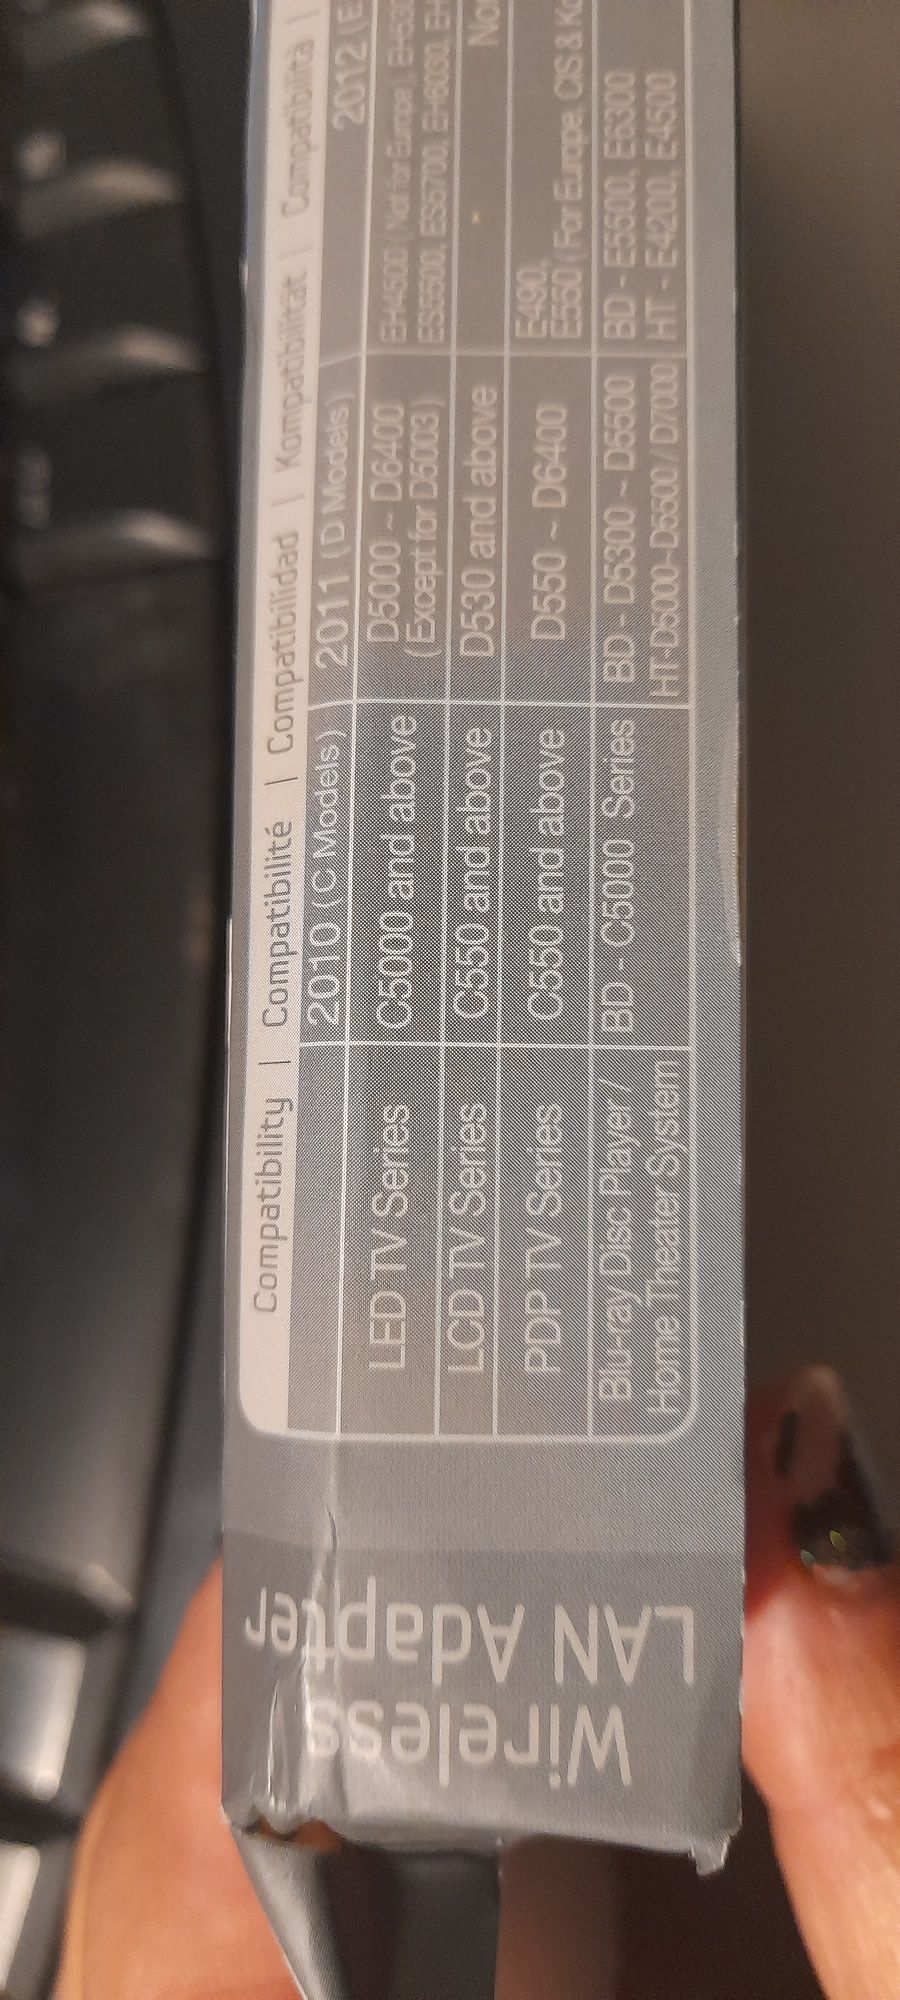 Compatibility | Compatibilité | Compatibilidad | Kompatibilität | Compatibilità |
2010 (C Models) 2011 (D Models) 2012 (E
LED TV Series C5000 and above D5000 ~ D6400 EH4500 (Not for Europe), EH530
(Except for D5003) ES5500, ES5700, EH6030, EH
LCD TV Series C550 and above D530 and above
PDP TV Series C550 and above D550 ~ D6400 E490,
E550 (For Europe, CIS & Ko
Blu-ray Disc Player / BD - C5000 Series BD - D5300 ~ D5500 BD - E5500, E6300
Home Theater System HT-D5000~D5500 / D7000 HT - E4200, E4500
Wireless
LAN Adapter